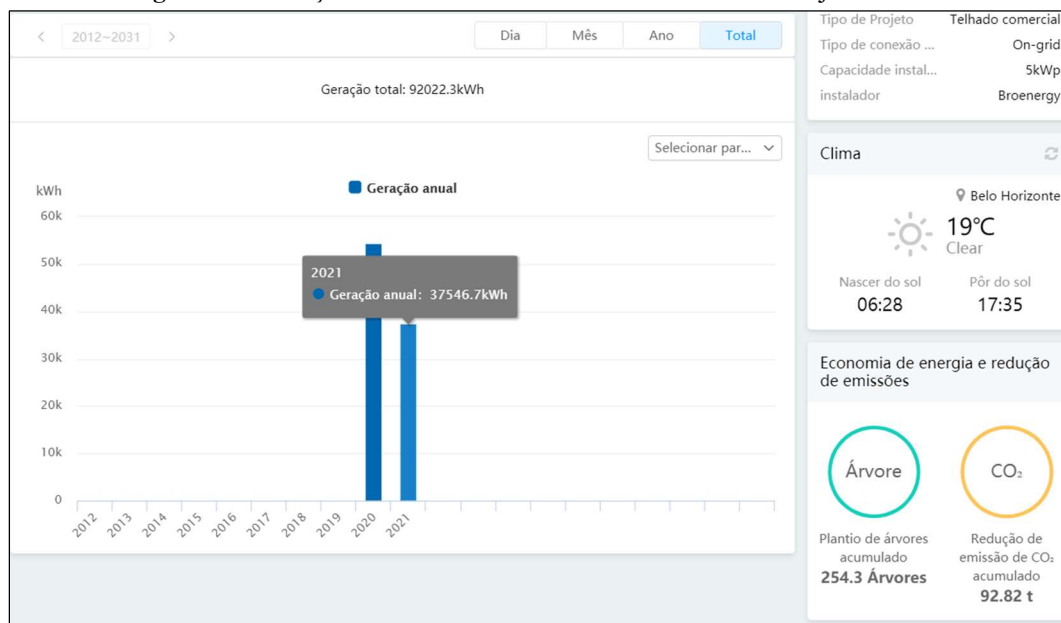 2012~2031
Dia Mês Ano Total
Geração total: 92022.3kWh
Selecionar par...
kWh
Geração anual
60k
50k
40k
30k
20k
10k
0
2021
Geração anual: 37546.7kWh
2012 2013 2014 2015 2016 2017 2018 2019 2020 2021
Tipo de Projeto Telhado comercial
Tipo de conexão ... On-grid
Capacidade instal... 5kWp
instalador Broenergy
Clima
Belo Horizonte
19°C
Clear
Nascer do sol Pôr do sol
06:28 17:35
Economia de energia e redução
de emissões
Árvore CO₂
Plantio de árvores
acumulado
254.3 Árvores
Redução de
emissão de CO₂
acumulado
92.82 t